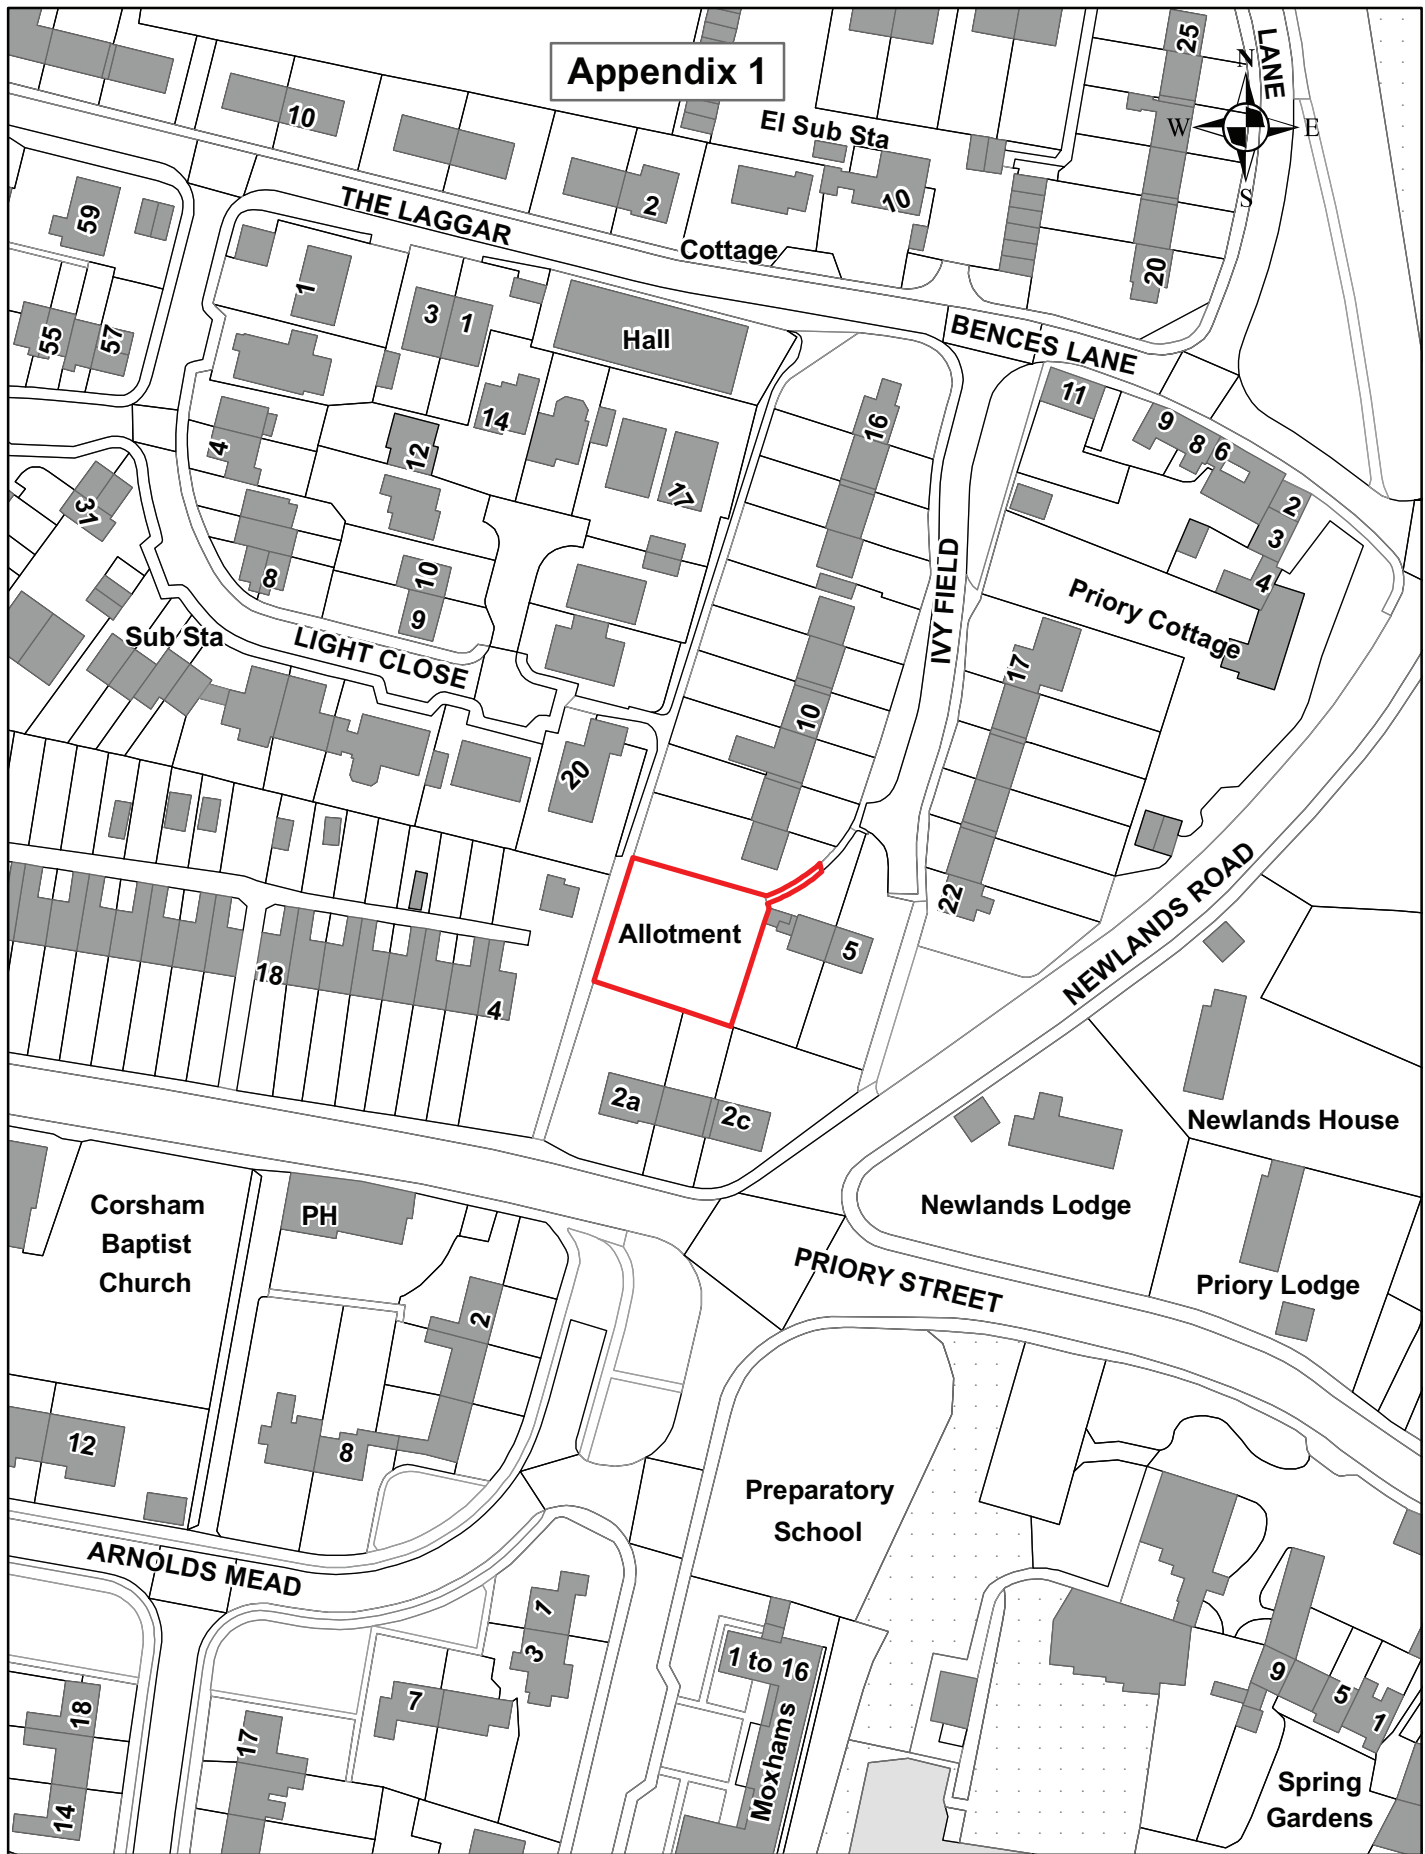 Appendix 1
25
LANE
N
W
E
S
10
El Sub Sta
2
10
59
THE LAGGAR
Cottage
20
1
3
1
Hall
BENCES LANE
55
57
11
14
16
9
8
6
4
12
17
2
31
3
8
10
9
IVY FIELD
4
Priory Cottage
Sub Sta
LIGHT CLOSE
17
10
20
22
NEWLANDS ROAD
Allotment
5
18
4
2a
2c
Newlands House
Corsham
Baptist
Church
PH
Newlands Lodge
PRIORY STREET
Priory Lodge
2
12
8
Preparatory
School
ARNOLDS MEAD
1
3
1 to 16
Moxhams
7
18
17
14
9
5
1
Spring
Gardens